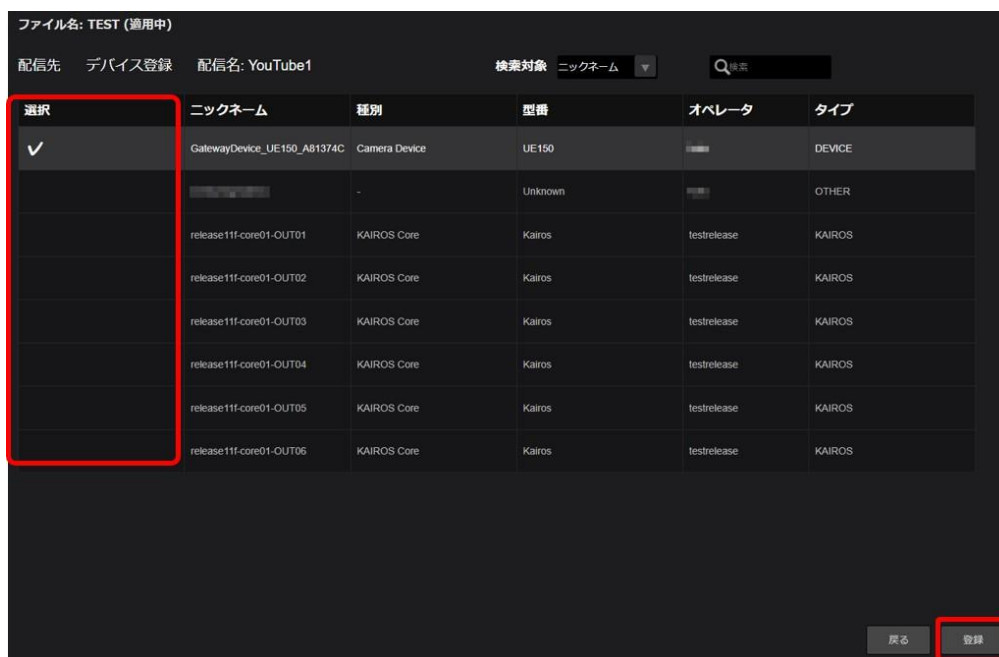 ファイル名: TEST (適用中)
配信先 デバイス登録 配信名: YouTube1 検索対象 ニックネーム 検索
選択 ニックネーム 種別 型番 オペレータ タイプ
GatewayDevice_UE150_A81374C Camera Device UE150 DEVICE
- Unknown OTHER
release11f-core01-OUT01 KAIROS Core Kairos testrelease KAIROS
release11f-core01-OUT02 KAIROS Core Kairos testrelease KAIROS
release11f-core01-OUT03 KAIROS Core Kairos testrelease KAIROS
release11f-core01-OUT04 KAIROS Core Kairos testrelease KAIROS
release11f-core01-OUT05 KAIROS Core Kairos testrelease KAIROS
release11f-core01-OUT06 KAIROS Core Kairos testrelease KAIROS
戻る 登録